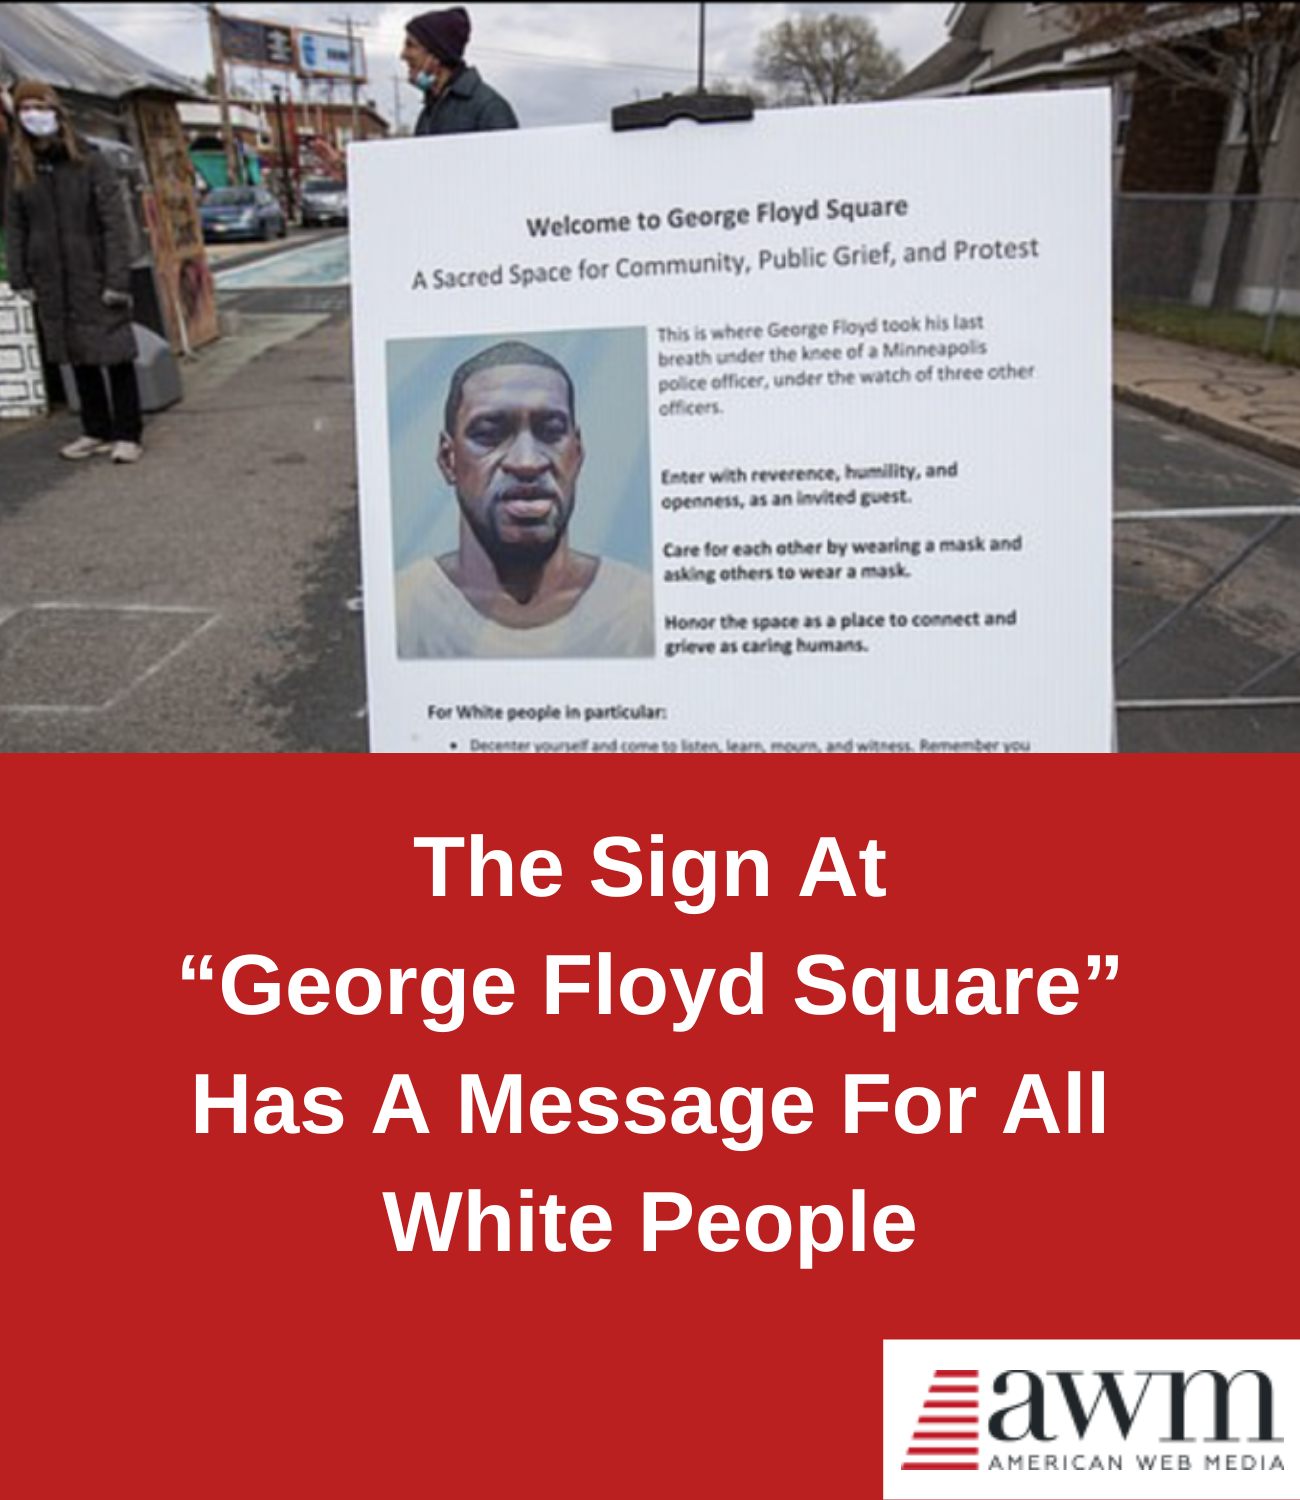 Welcome to George Floyd Square
A Sacred Space for Community, Public Grief, and Protest
This is where George Floyd took his last
breath under the knee of a Minneapolis
police officer, under the watch of three other
officers.
Enter with reverence, humility, and
openness, as an invited guest.
Care for each other by wearing a mask and
asking others to wear a mask.
Honor the space as a place to connect and
grieve as caring humans.
For White people in particular:
• Decenter yourself and come to listen, learn, mourn, and witness. Remember you
The Sign At
“George Floyd Square”
Has A Message For All
White People
awm
AMERICAN WEB MEDIA